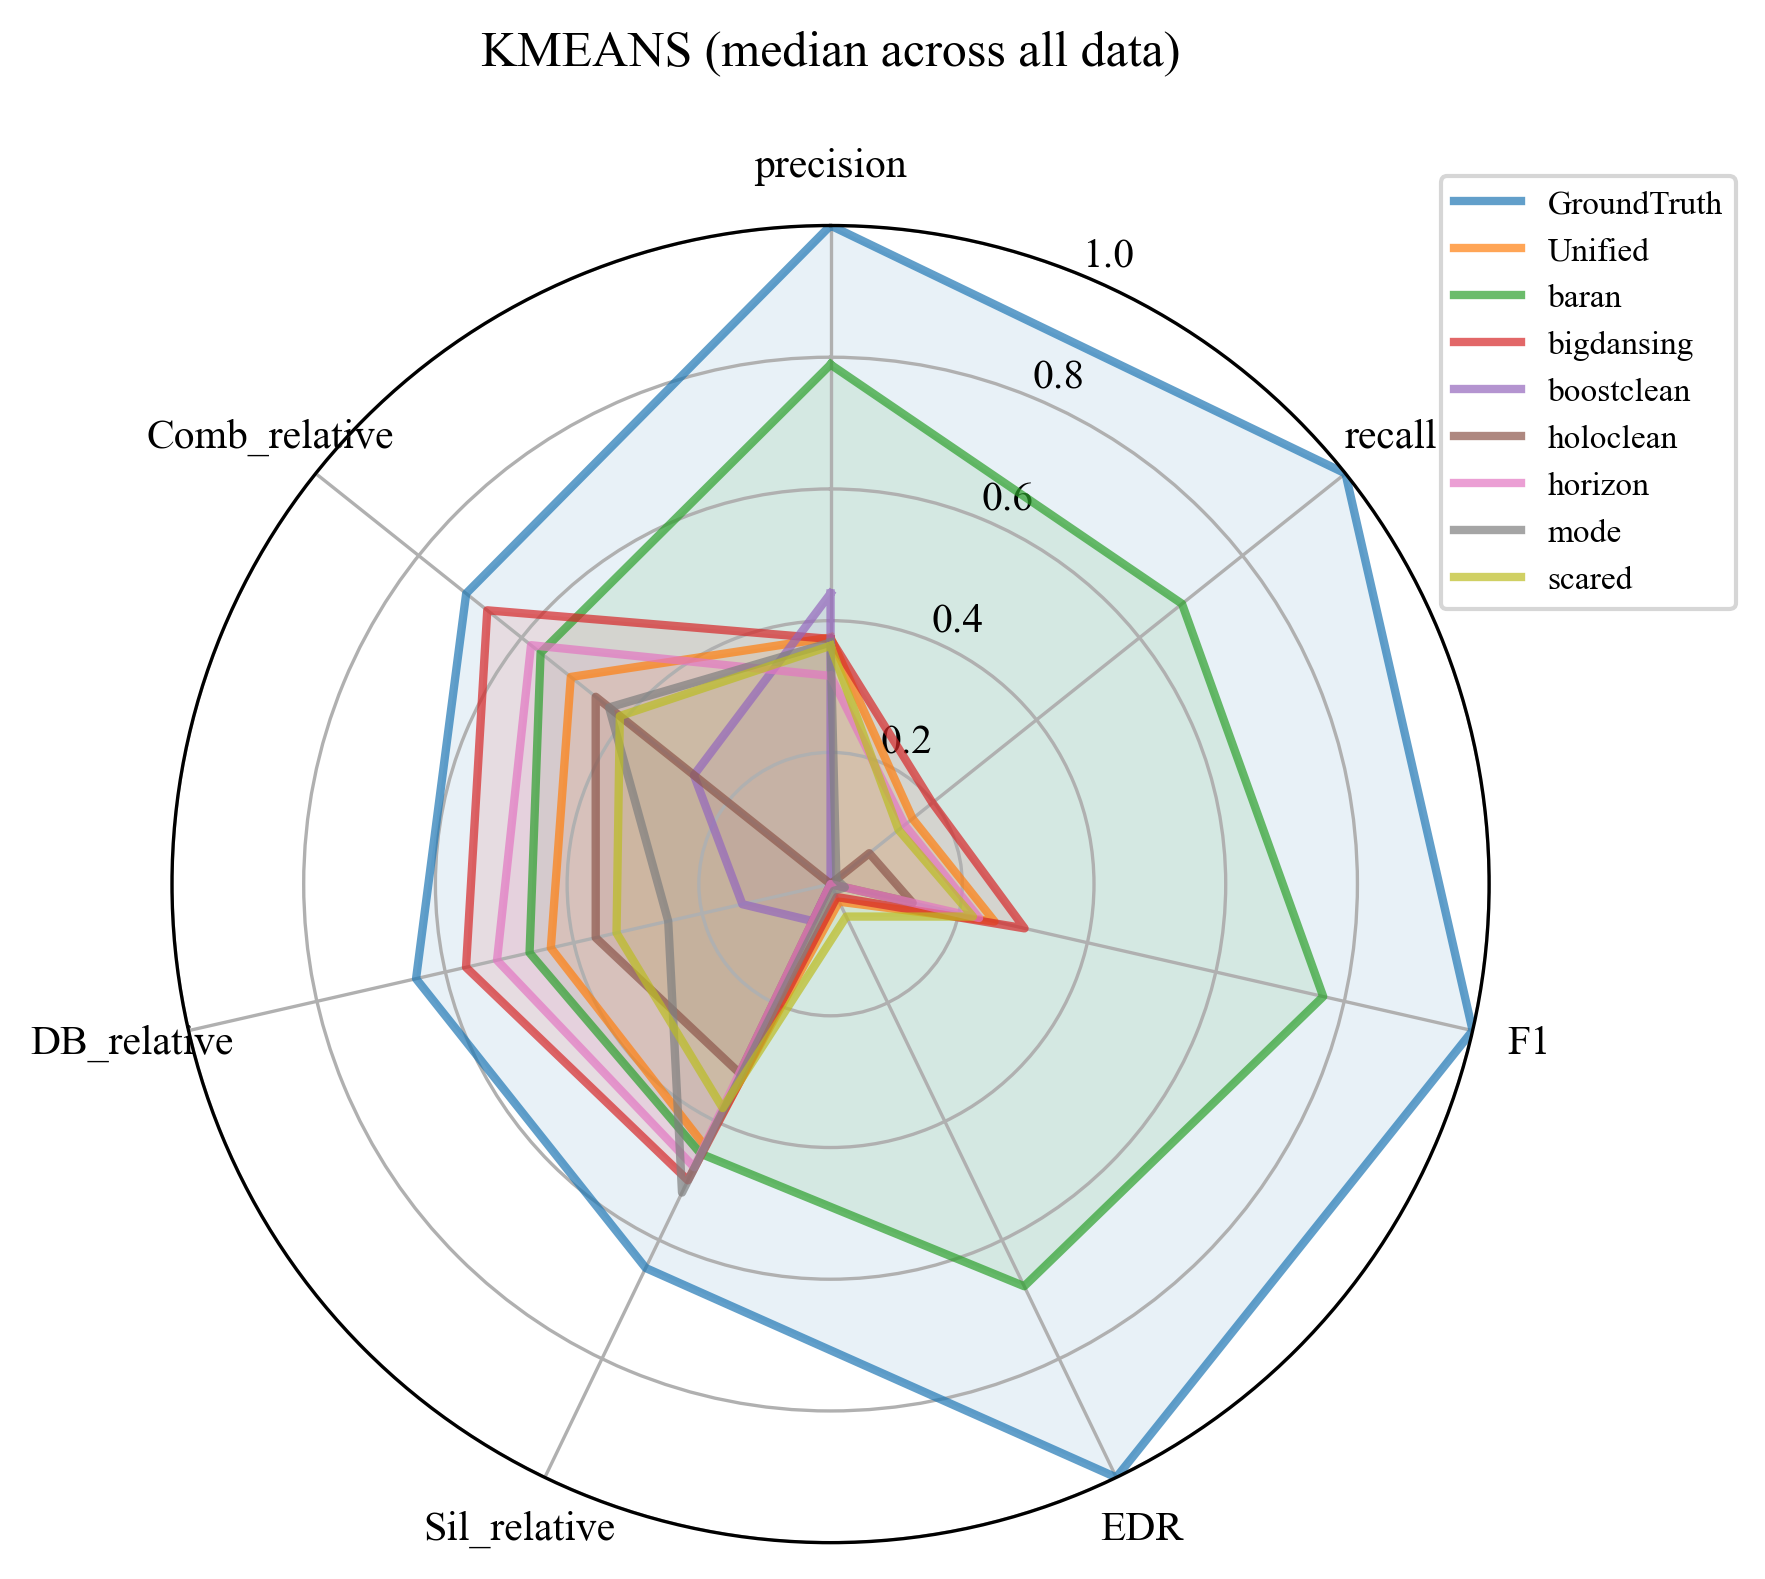 KMEANS (median across all data)
precision
recall
F1
EDR
Sil_relative
DB_relative
Comb_relative
1.0
0.8
0.6
0.4
0.2
GroundTruth
Unified
baran
bigdansing
boostclean
holoclean
horizon
mode
scared